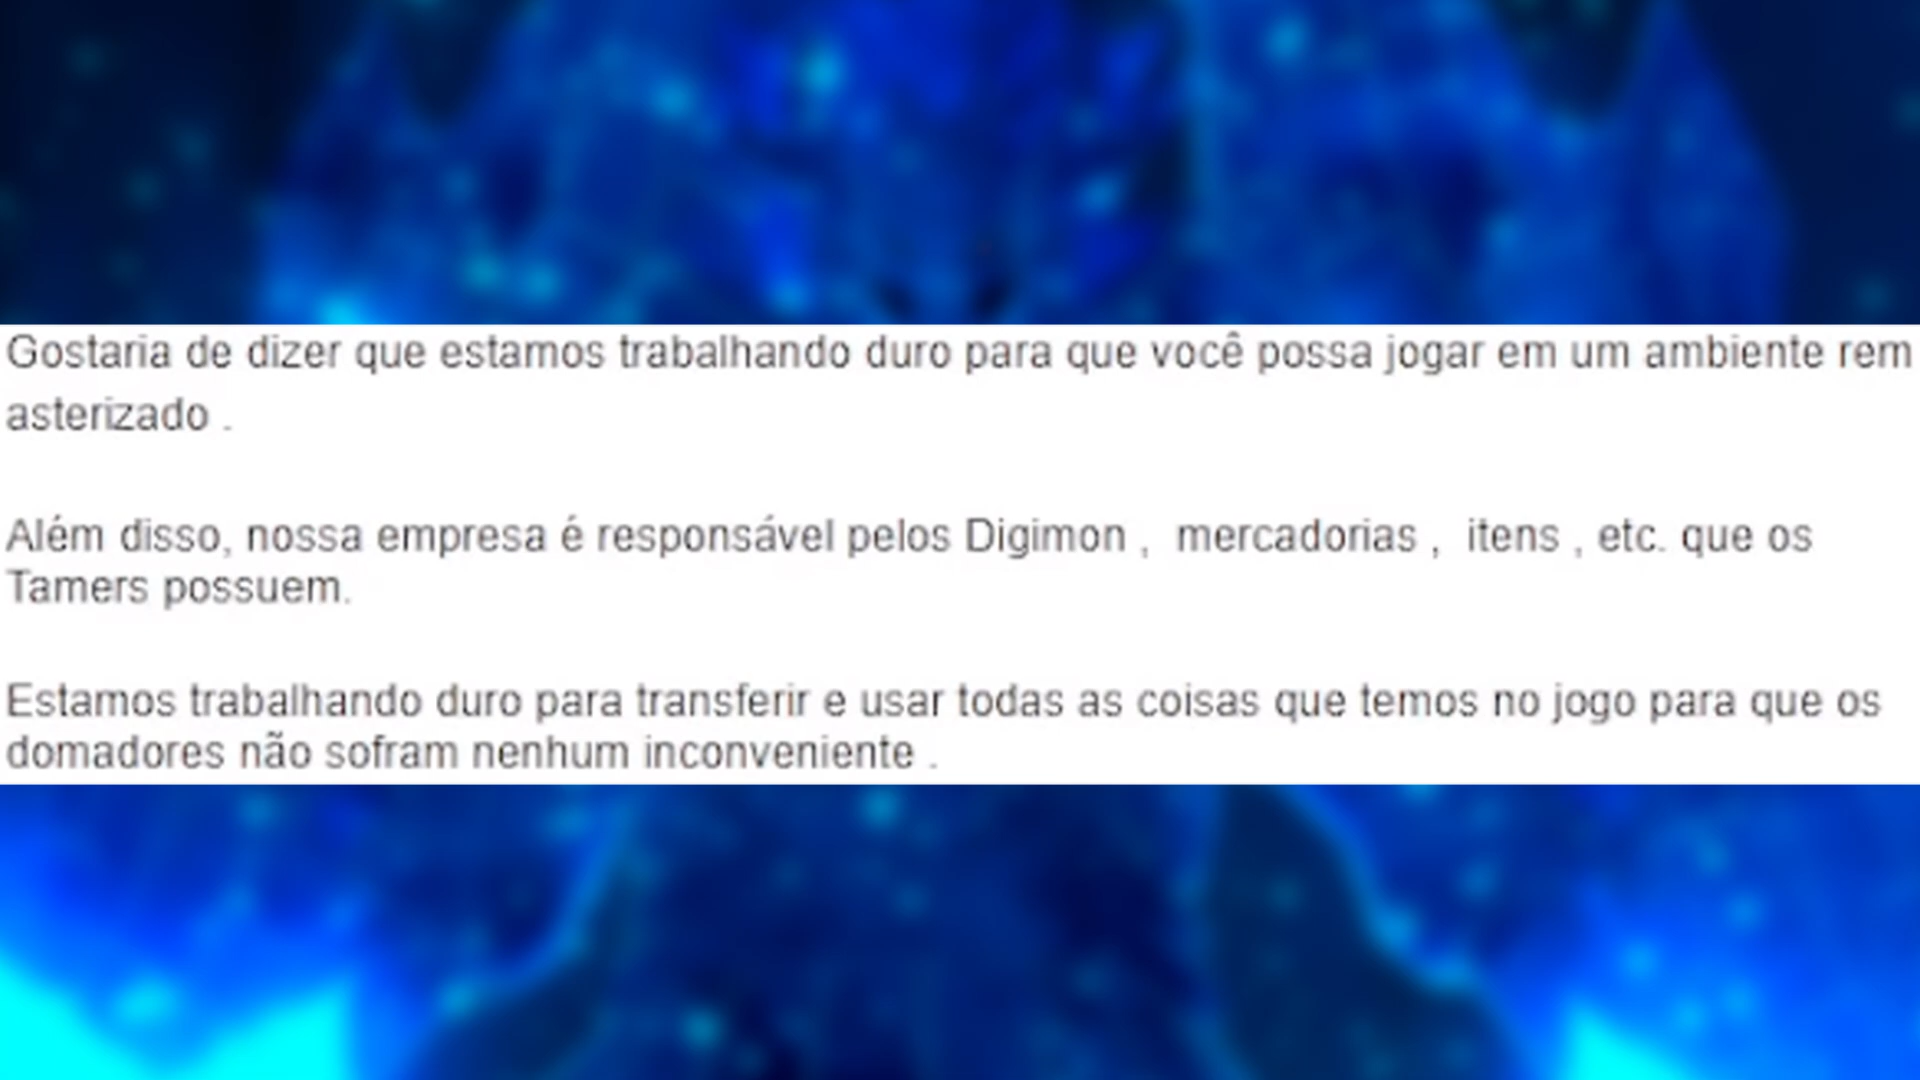 Gostaria de dizer que estamos trabalhando duro para que você possa jogar em um ambiente rem
asterizado .
Além disso, nossa empresa é responsável pelos Digimon ,  mercadorias ,  itens , etc. que os
Tamers possuem.
Estamos trabalhando duro para transferir e usar todas as coisas que temos no jogo para que os
domadores não sofram nenhum inconveniente .